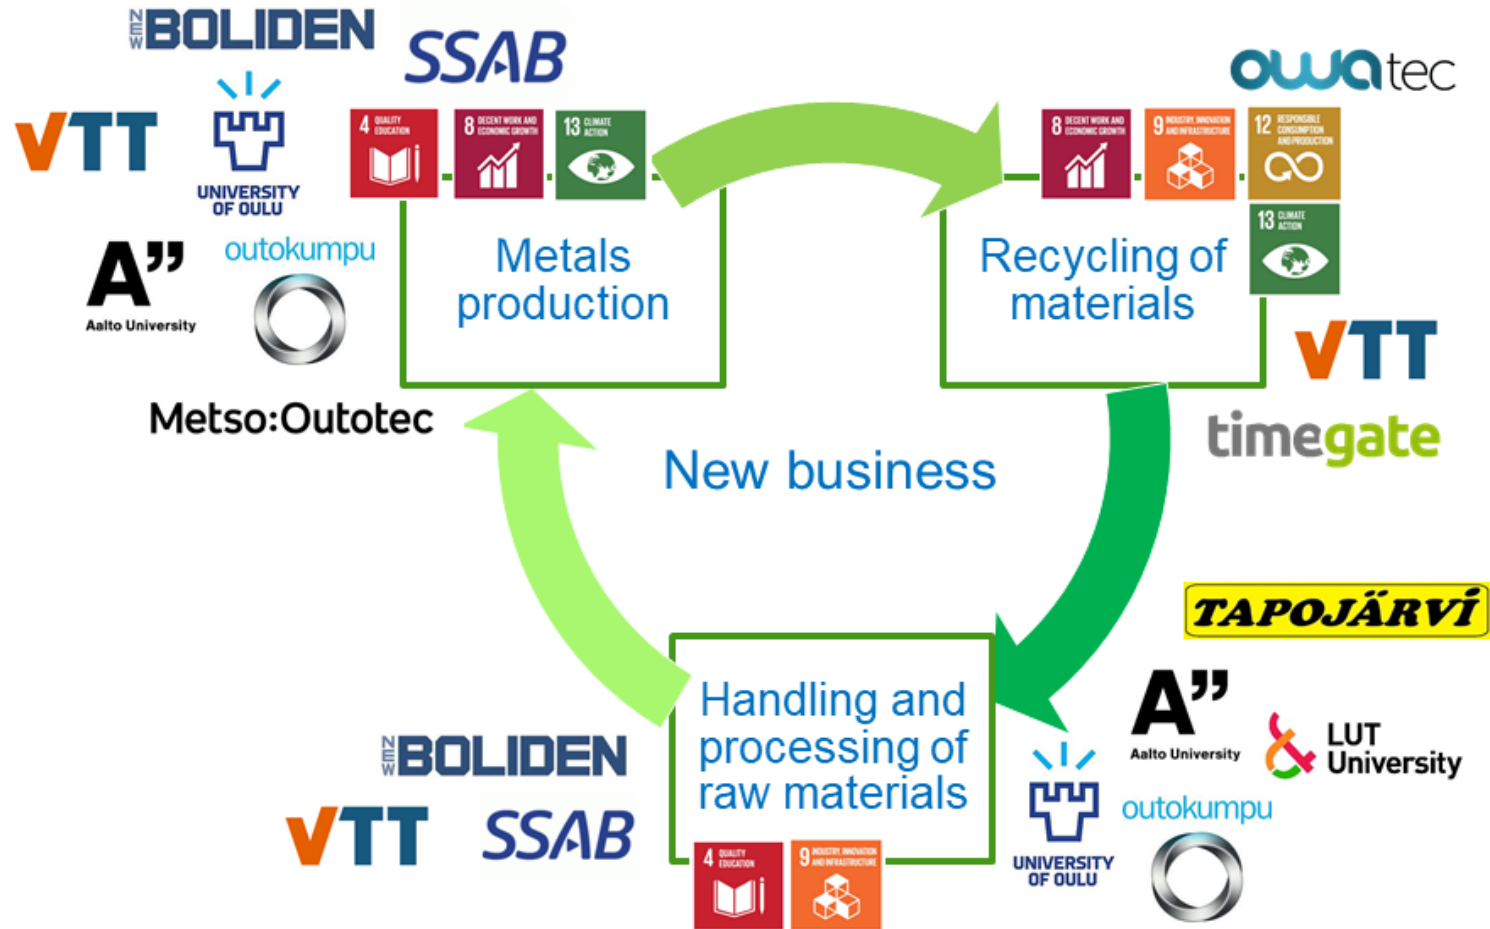 NEW BOLIDEN
SSAB
owatec
VTT
UNIVERSITY
OF OULU
4 QUALITY
EDUCATION
8 DECENT WORK AND
ECONOMIC GROWTH
13 CLIMATE
ACTION
8 DECENT WORK AND
ECONOMIC GROWTH
9 INDUSTRY, INNOVATION
AND INFRASTRUCTURE
12 RESPONSIBLE
CONSUMPTION
AND PRODUCTION
13 CLIMATE
ACTION
A”
Aalto University
outokumpu
Metals
production
Recycling of
materials
VTT
Metso:Outotec
timegate
New business
TAPOJÄRVI
Handling and
processing of
raw materials
A”
Aalto University
LUT
University
NEW BOLIDEN
VTT
SSAB
UNIVERSITY
OF OULU
outokumpu
4 QUALITY
EDUCATION
9 INDUSTRY, INNOVATION
AND INFRASTRUCTURE